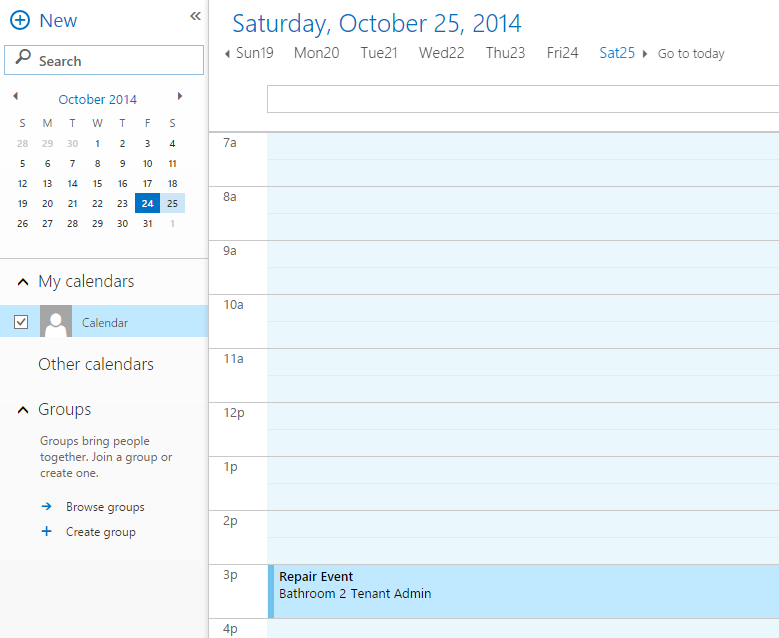 New
«
Search
October 2014
S M T W T F S
28 29 30 1 2 3 4
5 6 7 8 9 10 11
12 13 14 15 16 17 18
19 20 21 22 23 24 25
26 27 28 29 30 31 1
My calendars
Calendar
Other calendars
Groups
Groups bring people
together. Join a group or
create one.
Browse groups
Create group
Saturday, October 25, 2014
Sun19 Mon20 Tue21 Wed22 Thu23 Fri24 Sat25 Go to today
7a
8a
9a
10a
11a
12p
1p
2p
3p
Repair Event
Bathroom 2 Tenant Admin
4p